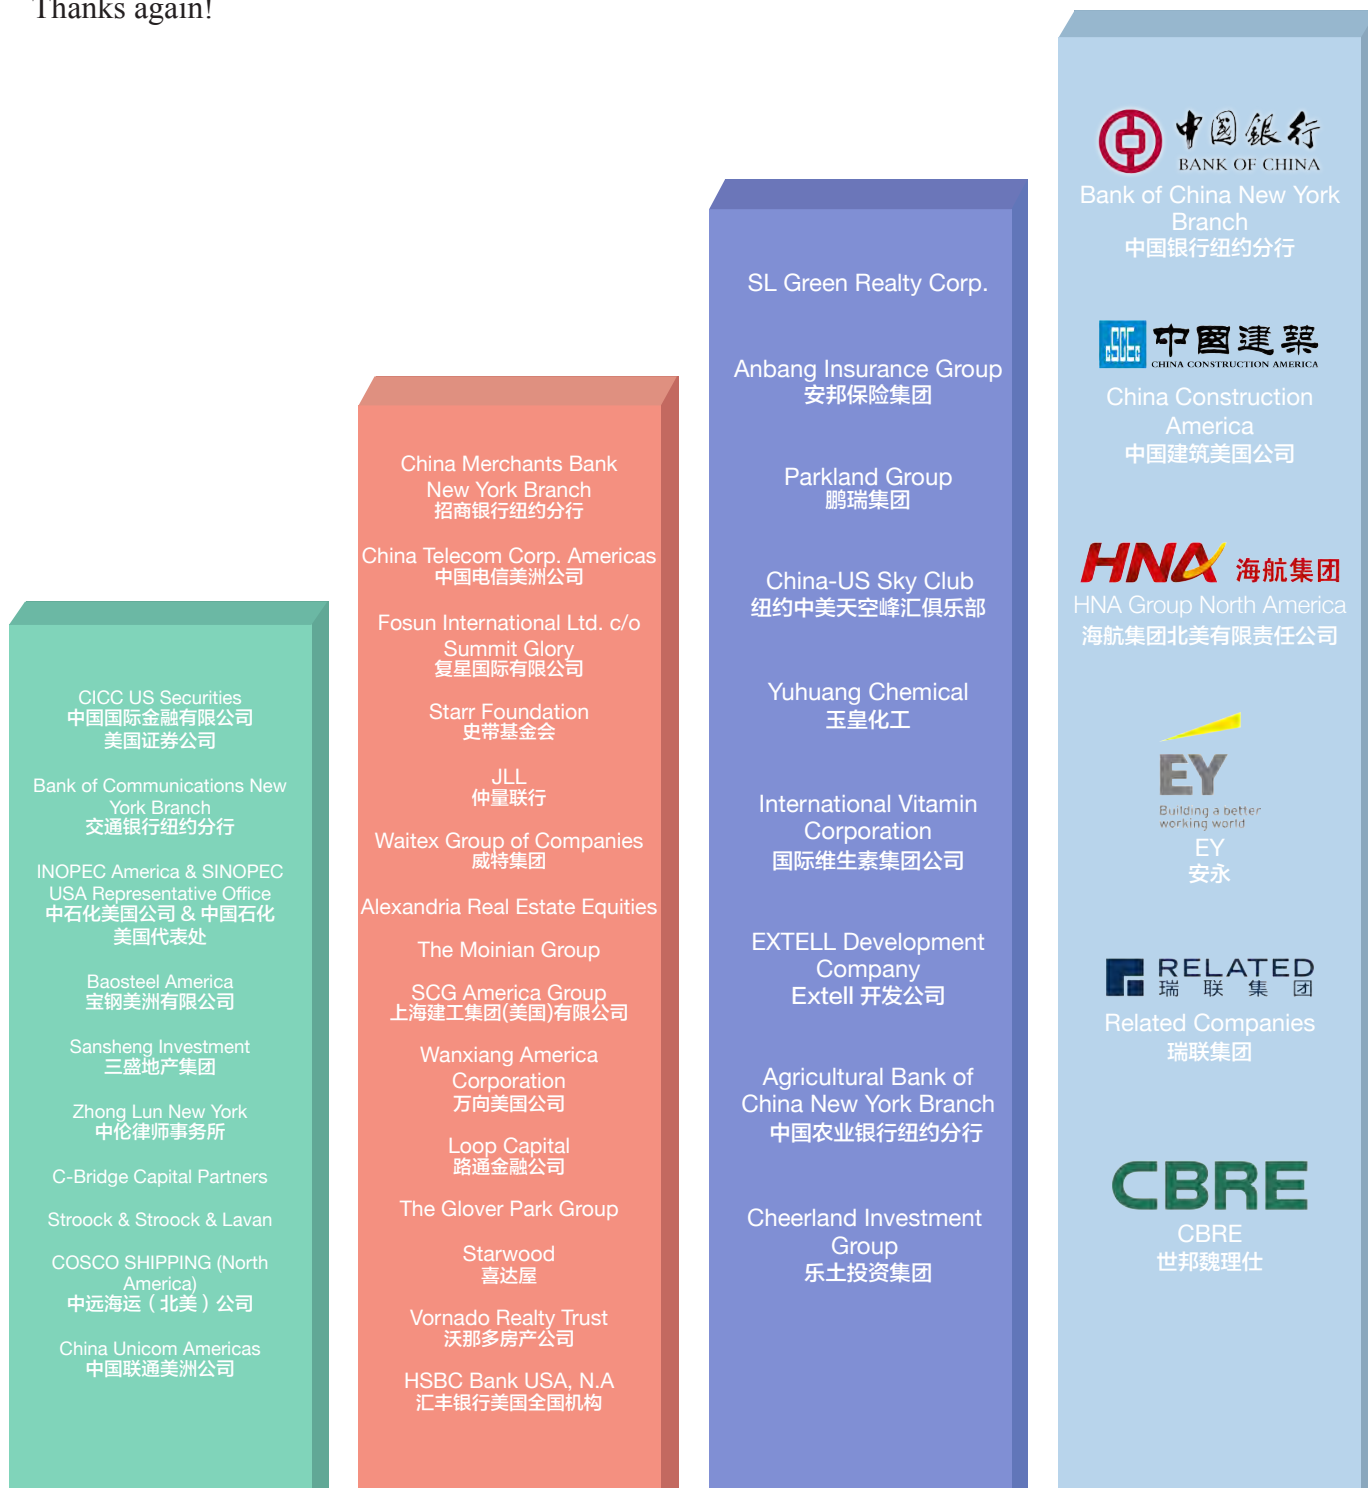 Thanks again!
CICC US Securities
中国国际金融有限公司
美国证券公司
Bank of Communications New
York Branch
交通银行纽约分行
INOPEC America & SINOPEC
USA Representative Office
中石化美国公司 & 中国石化
美国代表处
Baosteel America
宝钢美洲有限公司
Sansheng Investment
三盛地产集团
Zhong Lun New York
中伦律师事务所
C-Bridge Capital Partners
Stroock & Stroock & Lavan
COSCO SHIPPING (North
America)
中远海运（北美）公司
China Unicom Americas
中国联通美洲公司
China Merchants Bank
New York Branch
招商银行纽约分行
China Telecom Corp. Americas
中国电信美洲公司
Fosun International Ltd. c/o
Summit Glory
复星国际有限公司
Starr Foundation
史带基金会
JLL
仲量联行
Waitex Group of Companies
威特集团
Alexandria Real Estate Equities
The Moinian Group
SCG America Group
上海建工集团(美国)有限公司
Wanxiang America
Corporation
万向美国公司
Loop Capital
路通金融公司
The Glover Park Group
Starwood
喜达屋
Vornado Realty Trust
沃那多房产公司
HSBC Bank USA, N.A
汇丰银行美国全国机构
SL Green Realty Corp.
Anbang Insurance Group
安邦保险集团
Parkland Group
鹏瑞集团
China-US Sky Club
纽约中美天空峰汇俱乐部
Yuhuang Chemical
玉皇化工
International Vitamin
Corporation
国际维生素集团公司
EXTELL Development
Company
Extell 开发公司
Agricultural Bank of
China New York Branch
中国农业银行纽约分行
Cheerland Investment
Group
乐土投资集团
中国銀行
BANK OF CHINA
Bank of China New York
Branch
中国银行纽约分行
CSCEC 中國建築
CHINA CONSTRUCTION AMERICA
China Construction
America
中国建筑美国公司
HNA 海航集团
HNA Group North America
海航集团北美有限责任公司
EY
Building a better
working world
EY
安永
RELATED
瑞联集团
Related Companies
瑞联集团
CBRE
CBRE
世邦魏理仕